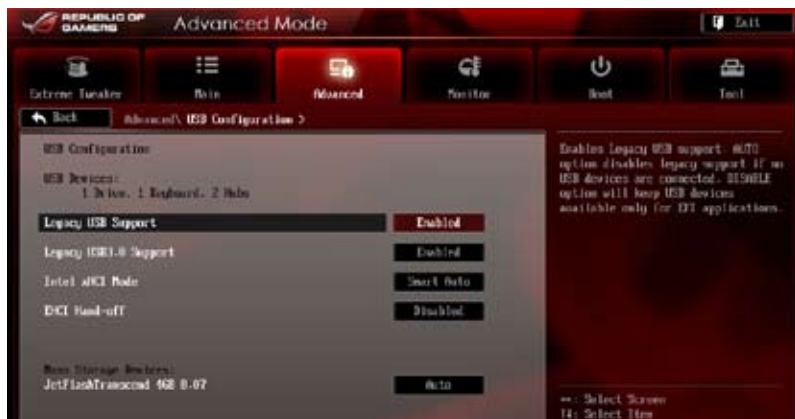 REPUBLIC OF GAMERS
Advanced Mode
Exit
Extreme Tweaker
Main
Advanced
Monitor
Boot
Tool
Back
Advanced\ USB Configuration >
USB Configuration
USB Devices:
1 Drive, 1 Keyboard, 2 Hubs
Legacy USB Support Enabled
Legacy USB3.0 Support Enabled
Intel xHCI Mode Smart Auto
EHCI Hand-off Disabled
Mass Storage Devices:
JetFlashTranscend 4GB 8.07 Auto
Enables Legacy USB support. AUTO
option disables legacy support if no
USB devices are connected. DISABLE
option will keep USB devices
available only for EFI applications.
→←: Select Screen
↑↓: Select Item